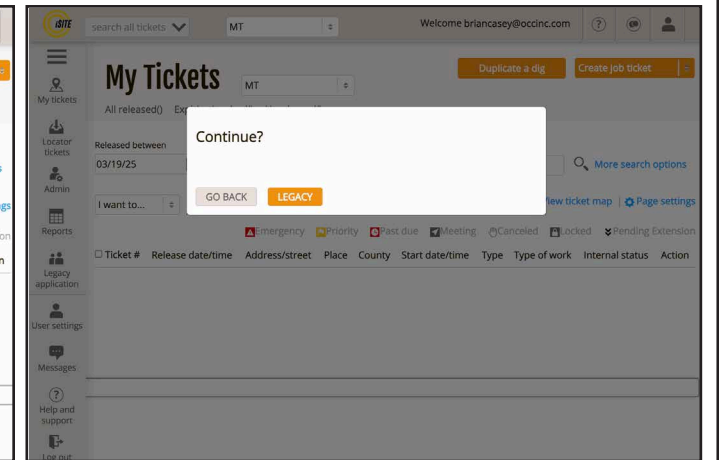 iSITE
search all tickets
MT
Welcome briancasey@occinc.com
?
My tickets
Locator
tickets
Admin
Reports
Legacy
application
User settings
Messages
?
Help and
support
Log out
My Tickets
MT
Duplicate a dig
Create job ticket
All released()
Released between
03/19/25
More search options
I want to...
View ticket map
Page settings
Continue?
GO BACK
LEGACY
Emergency Priority Past due Meeting Canceled Locked Pending Extension
Ticket # Release date/time Address/street Place County Start date/time Type Type of work Internal status Action